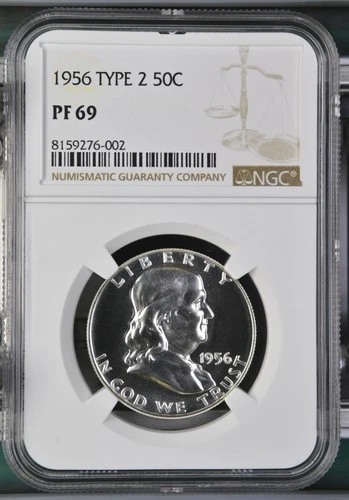 1956 TYPE 2 50C
PF 69
8159276-002
NUMISMATIC GUARANTY COMPANY
NGC
LIBERTY
1956
IN GOD WE TRUST